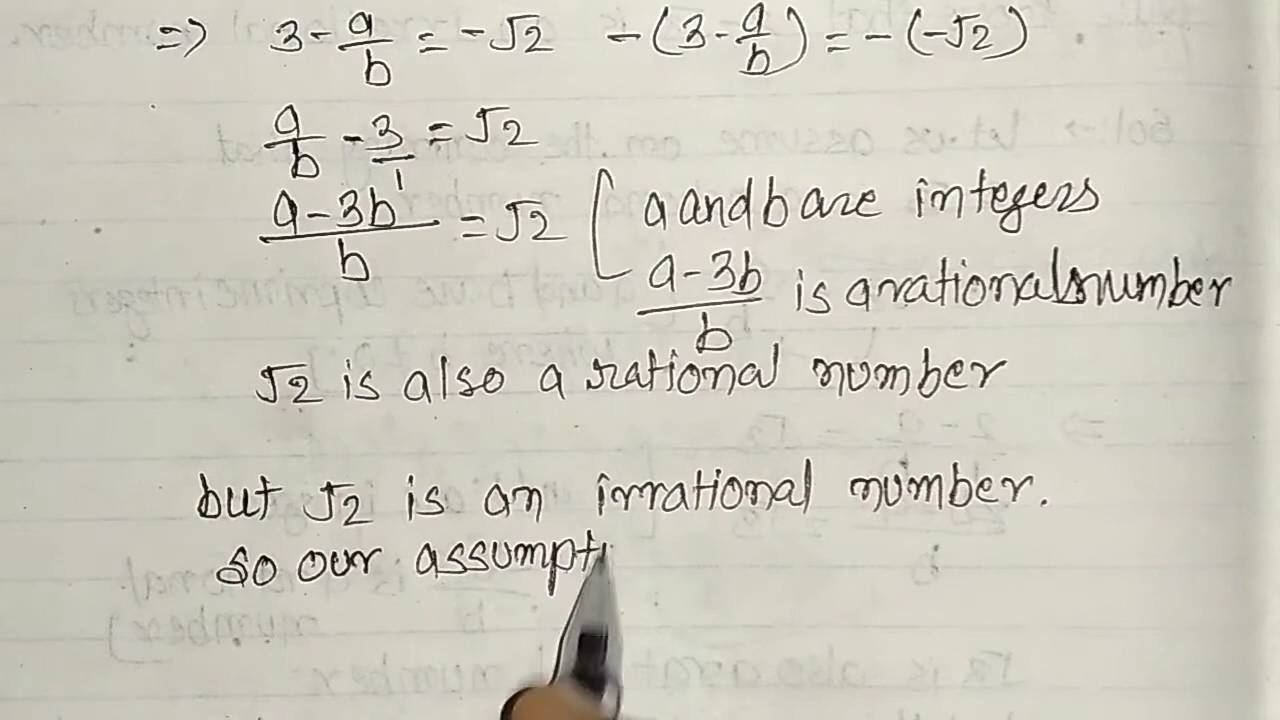 => 3 - a/b = -√2 - (3 - a/b) = -(-√2)
a/b - 3/1 = √2
a - 3b / b = √2 [ a and b are integers
a - 3b / b is a rational number
√2 is also a rational number
but √2 is an irrational number.
so our assumpt